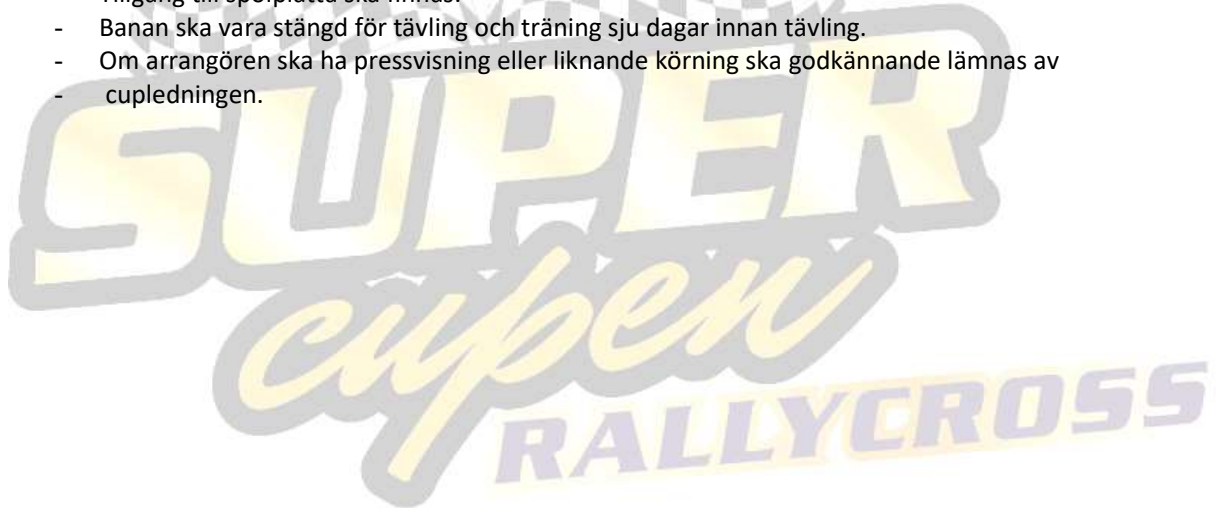 - Banan ska vara stängd för tävling och träning sju dagar innan tävling.
- Om arrangören ska ha pressvisning eller liknande körning ska godkännande lämnas av
- cupledningen.
SUPER
cupen
RALLYCROSS